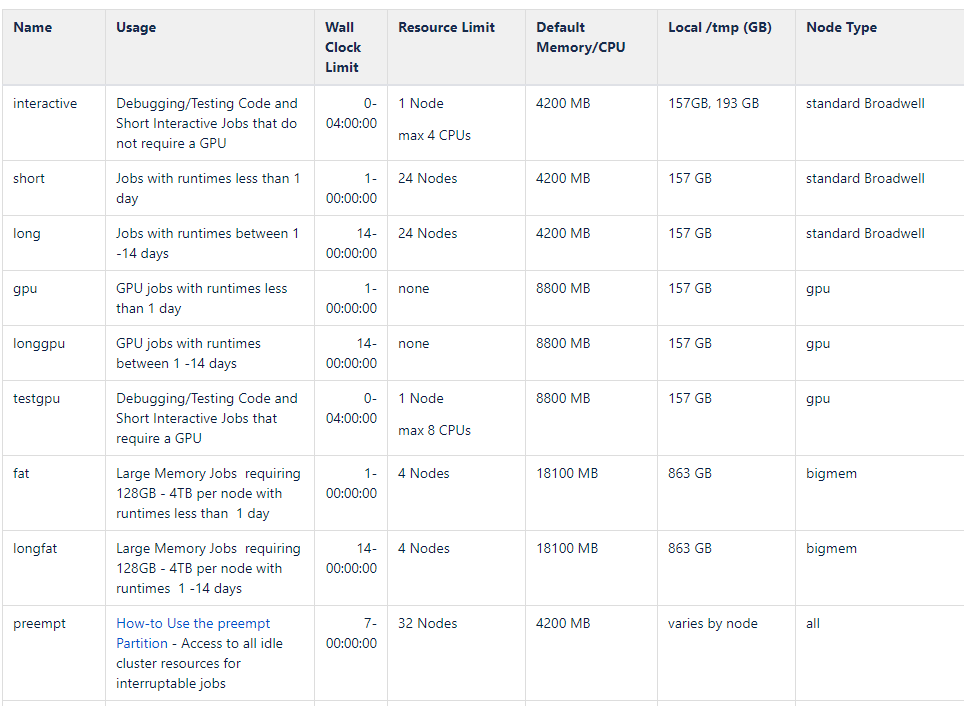 Name Usage Wall Clock Limit Resource Limit Default Memory/CPU Local /tmp (GB) Node Type
interactive Debugging/Testing Code and Short Interactive Jobs that do not require a GPU 0-04:00:00 1 Node max 4 CPUs 4200 MB 157GB, 193 GB standard Broadwell
short Jobs with runtimes less than 1 day 1-00:00:00 24 Nodes 4200 MB 157 GB standard Broadwell
long Jobs with runtimes between 1 -14 days 14-00:00:00 24 Nodes 4200 MB 157 GB standard Broadwell
gpu GPU jobs with runtimes less than 1 day 1-00:00:00 none 8800 MB 157 GB gpu
longgpu GPU jobs with runtimes between 1 -14 days 14-00:00:00 none 8800 MB 157 GB gpu
testgpu Debugging/Testing Code and Short Interactive Jobs that require a GPU 0-04:00:00 1 Node max 8 CPUs 8800 MB 157 GB gpu
fat Large Memory Jobs  requiring 128GB - 4TB per node with runtimes less than  1 day 1-00:00:00 4 Nodes 18100 MB 863 GB bigmem
longfat Large Memory Jobs  requiring 128GB - 4TB per node with runtimes  1 -14 days 14-00:00:00 4 Nodes 18100 MB 863 GB bigmem
preempt How-to Use the preempt Partition - Access to all idle cluster resources for interruptable jobs 7-00:00:00 32 Nodes 4200 MB varies by node all